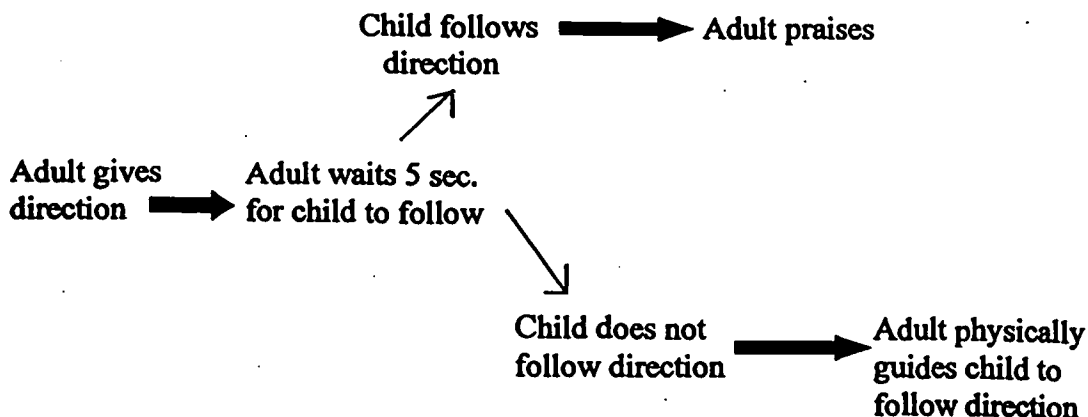 Child follows
direction
Adult praises
Adult gives
direction
Adult waits 5 sec.
for child to follow
Child does not
follow direction
Adult physically
guides child to
follow direction